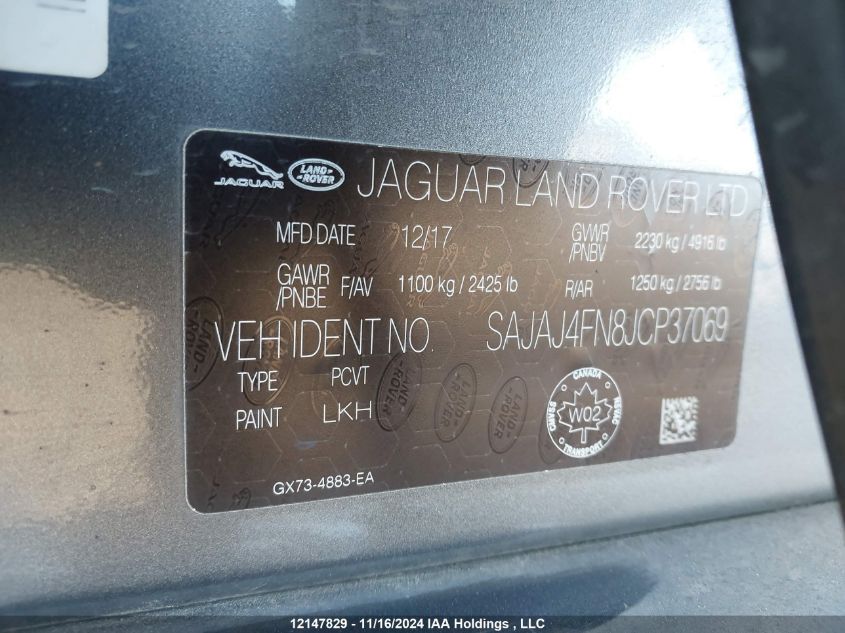 JAGUAR LAND ROVER JAGUAR LAND ROVER LTD
MFD DATE 12/17 GVWR /PNBV 2230 kg / 4916 lb
GAWR /PNBE F/AV 1100 kg / 2425 lb R/AR 1250 kg / 2756 lb
VEH IDENT NO. SAJAJ4FN8JCP37069
TYPE PCVT
PAINT LKH
CANADA
SSVAC W02 NSVAC
TRANSPORT
GX73-4883-EA
12147829 - 11/16/2024 IAA Holdings , LLC